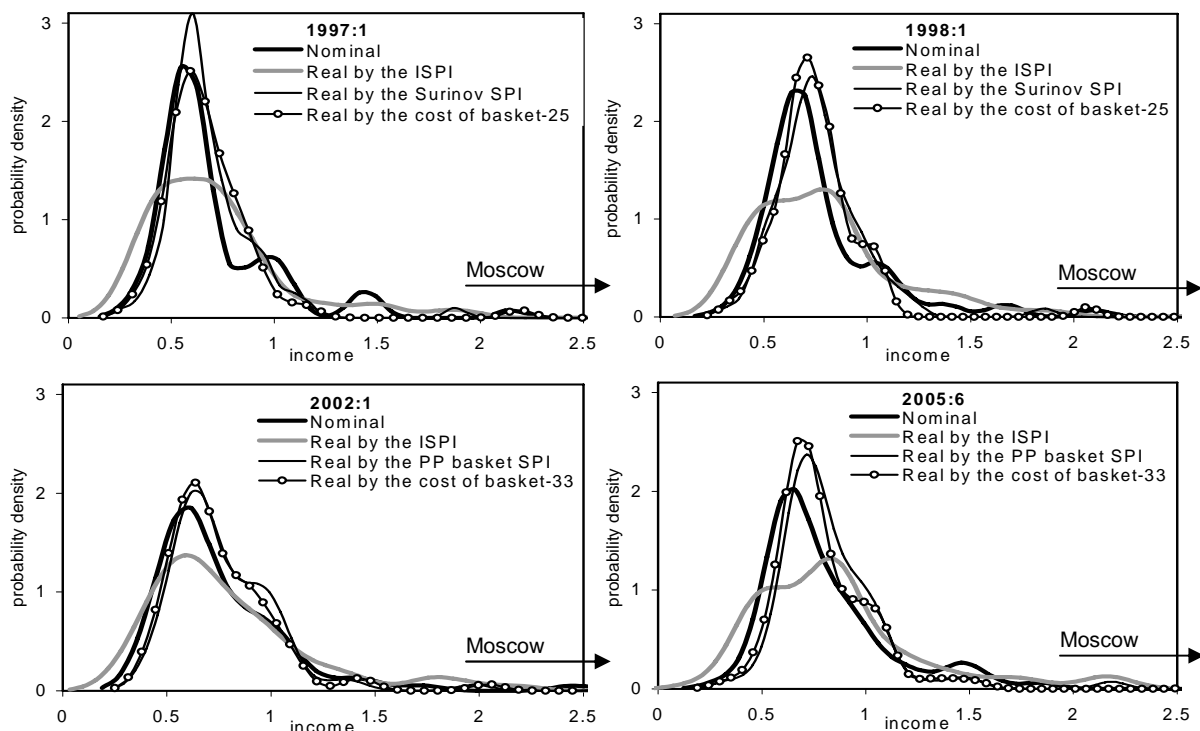 1997:1
Nominal
Real by the ISPI
Real by the Surinov SPI
Real by the cost of basket-25
probability density
3
2
1
0
Moscow
0 0.5 1 1.5 2 2.5
income
1998:1
Nominal
Real by the ISPI
Real by the Surinov SPI
Real by the cost of basket-25
probability density
3
2
1
0
Moscow
0 0.5 1 1.5 2 2.5
income
2002:1
Nominal
Real by the ISPI
Real by the PP basket SPI
Real by the cost of basket-33
probability density
3
2
1
0
Moscow
0 0.5 1 1.5 2 2.5
income
2005:6
Nominal
Real by the ISPI
Real by the PP basket SPI
Real by the cost of basket-33
probability density
3
2
1
0
Moscow
0 0.5 1 1.5 2 2.5
income